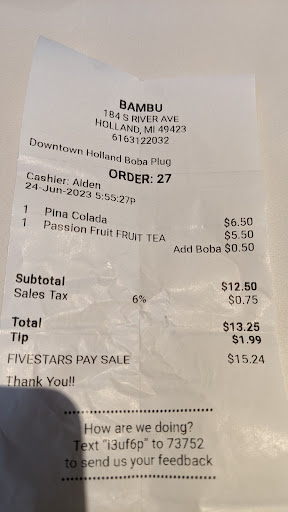 BAMBU
184 S RIVER AVE
HOLLAND, MI 49423
6163122032
Downtown Holland Boba Plug
ORDER: 27
Cashier: Alden
24-Jun-2023 5:55:27P
1 Pina Colada $6.50
1 Passion Fruit FRUIT TEA $5.50
Add Boba $0.50
Subtotal $12.50
Sales Tax 6% $0.75
Total $13.25
Tip $1.99
FIVESTARS PAY SALE $15.24
Thank You!!
How are we doing?
Text "i3uf6p" to 73752
to send us your feedback